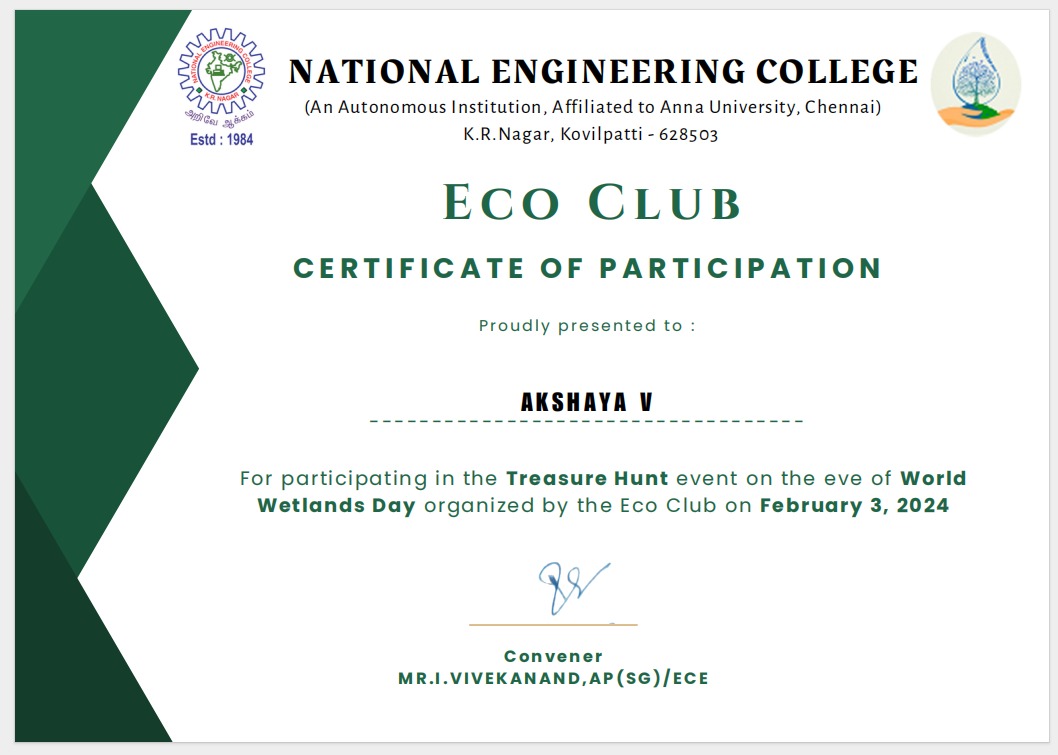 NATIONAL ENGINEERING COLLEGE
K.R. NAGAR
அறிவே ஆக்கம்
Estd : 1984
NATIONAL ENGINEERING COLLEGE
(An Autonomous Institution, Affiliated to Anna University, Chennai)
K.R.Nagar, Kovilpatti - 628503
Eco Club
CERTIFICATE OF PARTICIPATION
Proudly presented to :
AKSHAYA V
For participating in the Treasure Hunt event on the eve of World
Wetlands Day organized by the Eco Club on February 3, 2024
Convener
MR.I.VIVEKANAND,AP(SG)/ECE